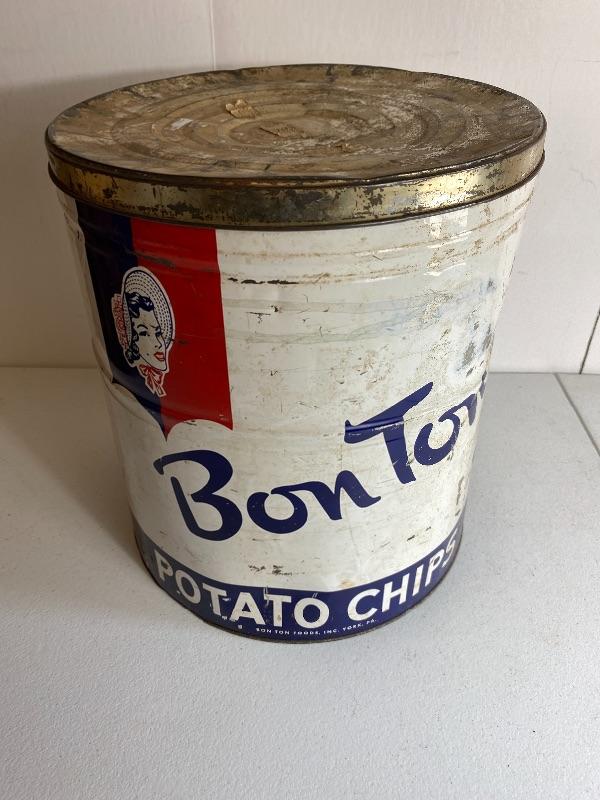 Bon Ton
POTATO CHIPS
BON TON FOODS, INC. YORK, PA.